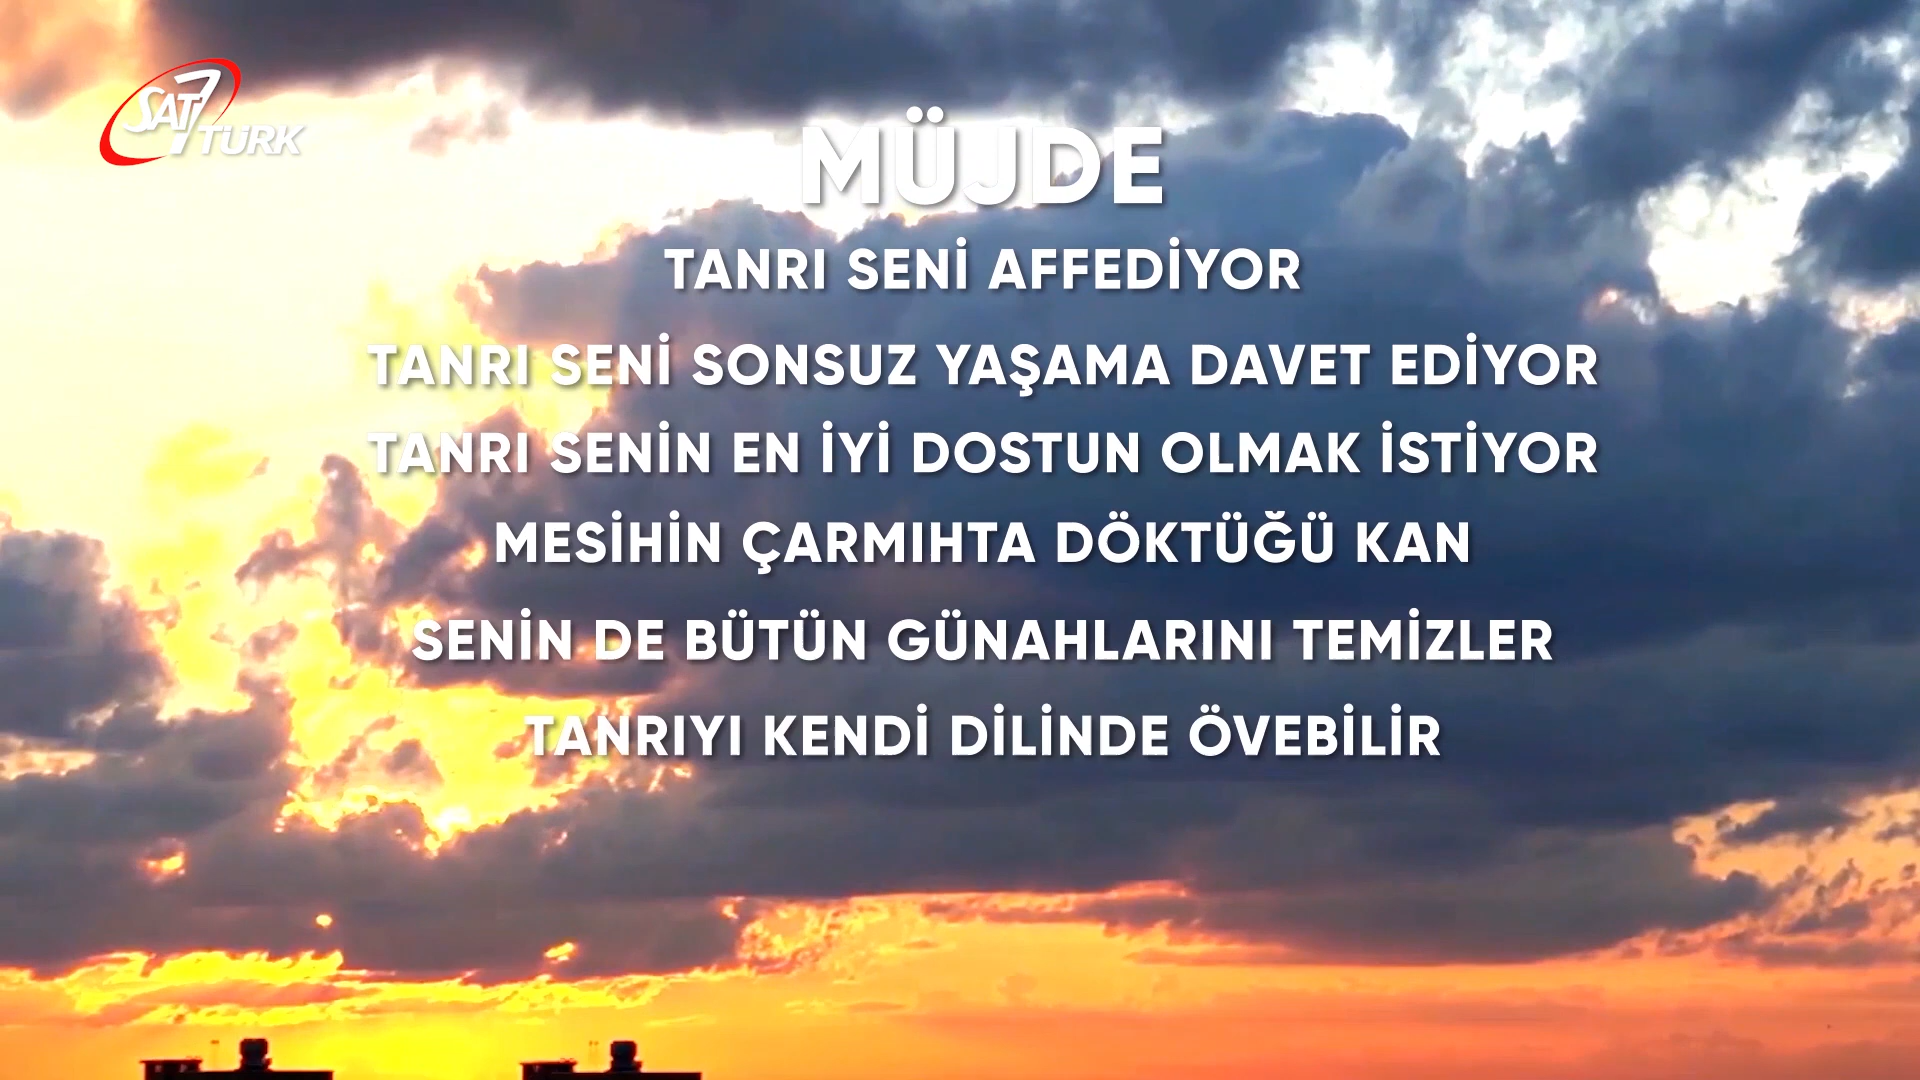 SAT7
TÜRK
MÜJDE
TANRI SENİ AFFEDİYOR
TANRI SENİ SONSUZ YAŞAMA DAVET EDİYOR
TANRI SENİN EN İYİ DOSTUN OLMAK İSTİYOR
MESİHİN ÇARMIHTA DÖKTÜĞÜ KAN
SENİN DE BÜTÜN GÜNAHLARINI TEMİZLER
TANRIYI KENDİ DİLİNDE ÖVEBİLİR